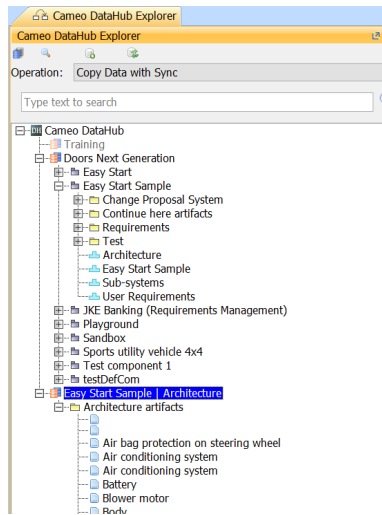 Cameo DataHub Explorer
Cameo DataHub Explorer
Operation: Copy Data with Sync
Type text to search
DH Cameo DataHub
Training
Doors Next Generation
Easy Start
Easy Start Sample
Change Proposal System
Continue here artifacts
Requirements
Test
Architecture
Easy Start Sample
Sub-systems
User Requirements
JKE Banking (Requirements Management)
Playground
Sandbox
Sports utility vehicle 4x4
Test component 1
testDefCom
Easy Start Sample | Architecture
Architecture artifacts
Air bag protection on steering wheel
Air conditioning system
Air conditioning system
Battery
Blower motor
Body